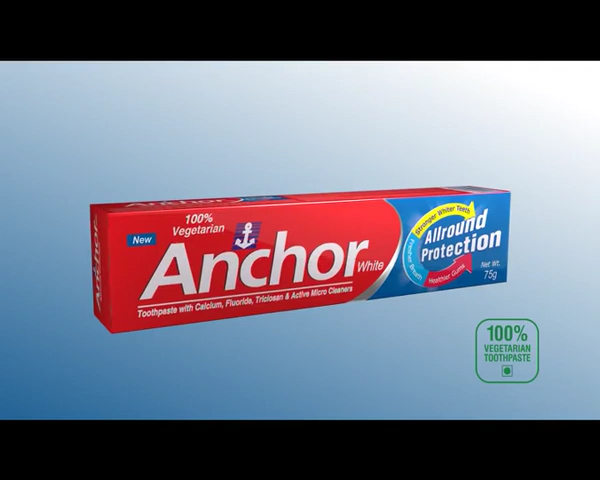 Anchor
Anchor
New
100%
Vegetarian
Anchor
White
Toothpaste with Calcium, Fluoride, Triclosan & Active Micro Cleaners
Stronger Whiter Teeth
Allround
Protection
Fresher Breath
Healthier Gums
Net Wt.
75g
100%
VEGETARIAN
TOOTHPASTE